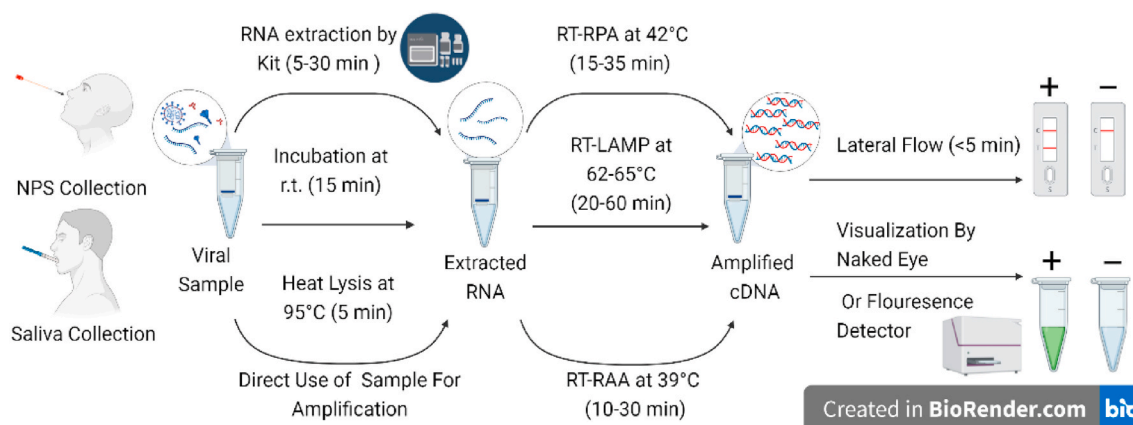 NPS Collection
Saliva Collection
Viral
Sample
RNA extraction by
Kit (5-30 min )
Incubation at
r.t. (15 min)
Heat Lysis at
95°C (5 min)
Direct Use of Sample For
Amplification
Extracted
RNA
RT-RPA at 42°C
(15-35 min)
RT-LAMP at
62-65°C
(20-60 min)
RT-RAA at 39°C
(10-30 min)
Amplified
cDNA
Lateral Flow (<5 min)
+ −
C
T
S
C
T
S
Visualization By
Naked Eye
Or Flouresence
Detector
+ −
Created in BioRender.com bio